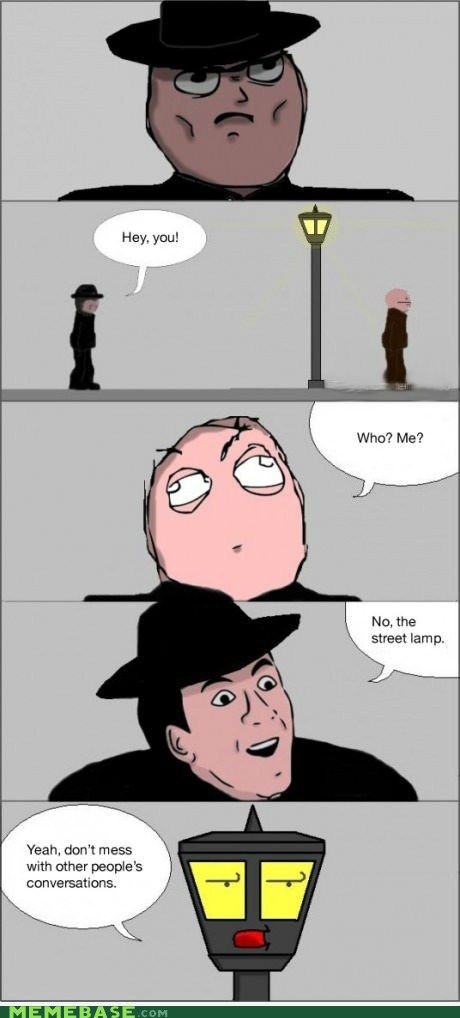 Hey, you!
Who? Me?
No, the
street lamp.
Yeah, don't mess
with other people's
conversations.
MEMEBASE.COM